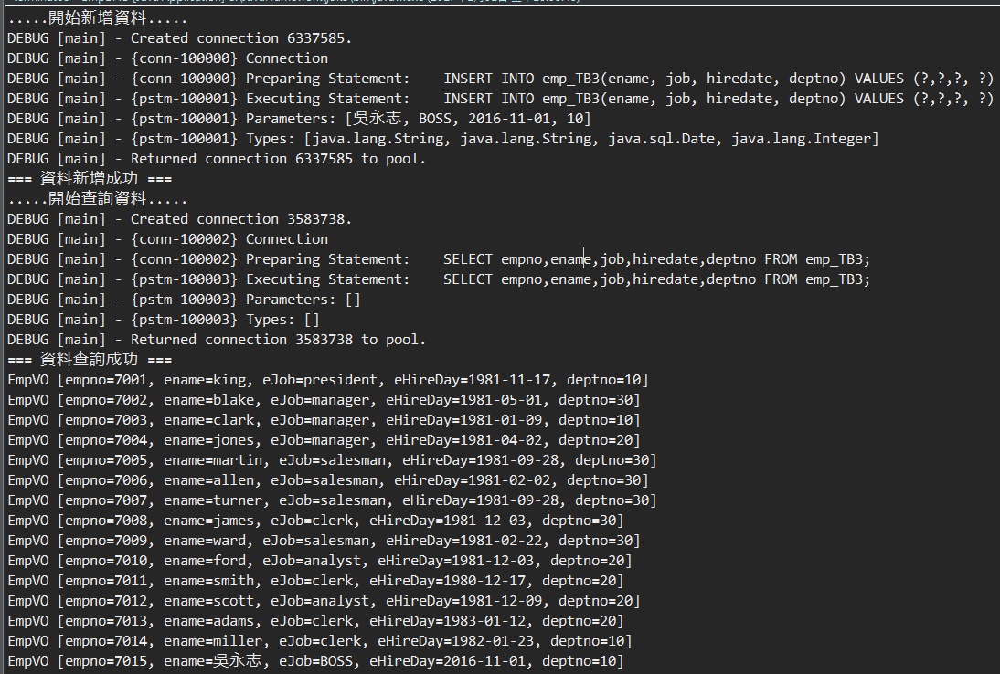 .....開始新增資料.....
DEBUG [main] - Created connection 6337585.
DEBUG [main] - {conn-100000} Connection
DEBUG [main] - {conn-100000} Preparing Statement:    INSERT INTO emp_TB3(ename, job, hiredate, deptno) VALUES (?,?,?, ?)
DEBUG [main] - {pstm-100001} Executing Statement:    INSERT INTO emp_TB3(ename, job, hiredate, deptno) VALUES (?,?,?, ?)
DEBUG [main] - {pstm-100001} Parameters: [吳永志, BOSS, 2016-11-01, 10]
DEBUG [main] - {pstm-100001} Types: [java.lang.String, java.lang.String, java.sql.Date, java.lang.Integer]
DEBUG [main] - Returned connection 6337585 to pool.
=== 資料新增成功 ===
.....開始查詢資料.....
DEBUG [main] - Created connection 3583738.
DEBUG [main] - {conn-100002} Connection
DEBUG [main] - {conn-100002} Preparing Statement:    SELECT empno,ename,job,hiredate,deptno FROM emp_TB3;
DEBUG [main] - {pstm-100003} Executing Statement:    SELECT empno,ename,job,hiredate,deptno FROM emp_TB3;
DEBUG [main] - {pstm-100003} Parameters: []
DEBUG [main] - {pstm-100003} Types: []
DEBUG [main] - Returned connection 3583738 to pool.
=== 資料查詢成功 ===
EmpVO [empno=7001, ename=king, eJob=president, eHireDay=1981-11-17, deptno=10]
EmpVO [empno=7002, ename=blake, eJob=manager, eHireDay=1981-05-01, deptno=30]
EmpVO [empno=7003, ename=clark, eJob=manager, eHireDay=1981-01-09, deptno=10]
EmpVO [empno=7004, ename=jones, eJob=manager, eHireDay=1981-04-02, deptno=20]
EmpVO [empno=7005, ename=martin, eJob=salesman, eHireDay=1981-09-28, deptno=30]
EmpVO [empno=7006, ename=allen, eJob=salesman, eHireDay=1981-02-02, deptno=30]
EmpVO [empno=7007, ename=turner, eJob=salesman, eHireDay=1981-09-28, deptno=30]
EmpVO [empno=7008, ename=james, eJob=clerk, eHireDay=1981-12-03, deptno=30]
EmpVO [empno=7009, ename=ward, eJob=salesman, eHireDay=1981-02-22, deptno=30]
EmpVO [empno=7010, ename=ford, eJob=analyst, eHireDay=1981-12-03, deptno=20]
EmpVO [empno=7011, ename=smith, eJob=clerk, eHireDay=1980-12-17, deptno=20]
EmpVO [empno=7012, ename=scott, eJob=analyst, eHireDay=1981-12-09, deptno=20]
EmpVO [empno=7013, ename=adams, eJob=clerk, eHireDay=1983-01-12, deptno=20]
EmpVO [empno=7014, ename=miller, eJob=clerk, eHireDay=1982-01-23, deptno=10]
EmpVO [empno=7015, ename=吳永志, eJob=BOSS, eHireDay=2016-11-01, deptno=10]